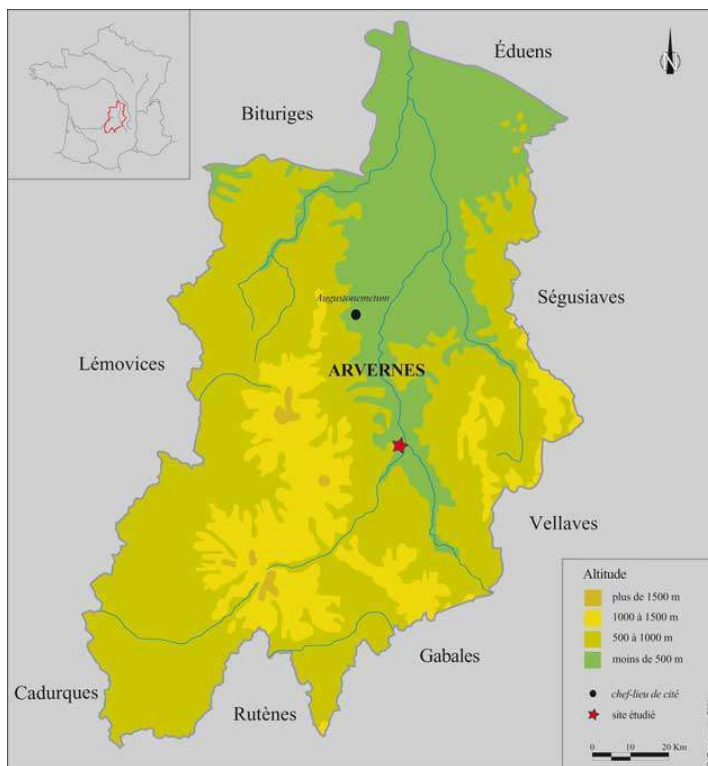 Éduens
N
Bituriges
Augustonemetum
Ségusiaves
Lémovices
ARVERNES
Vellaves
Altitude
plus de 1500 m
1000 à 1500 m
500 à 1000 m
moins de 500 m
chef-lieu de cité
site étudié
0 10 20 Km
Gabales
Cadurques
Rutènes